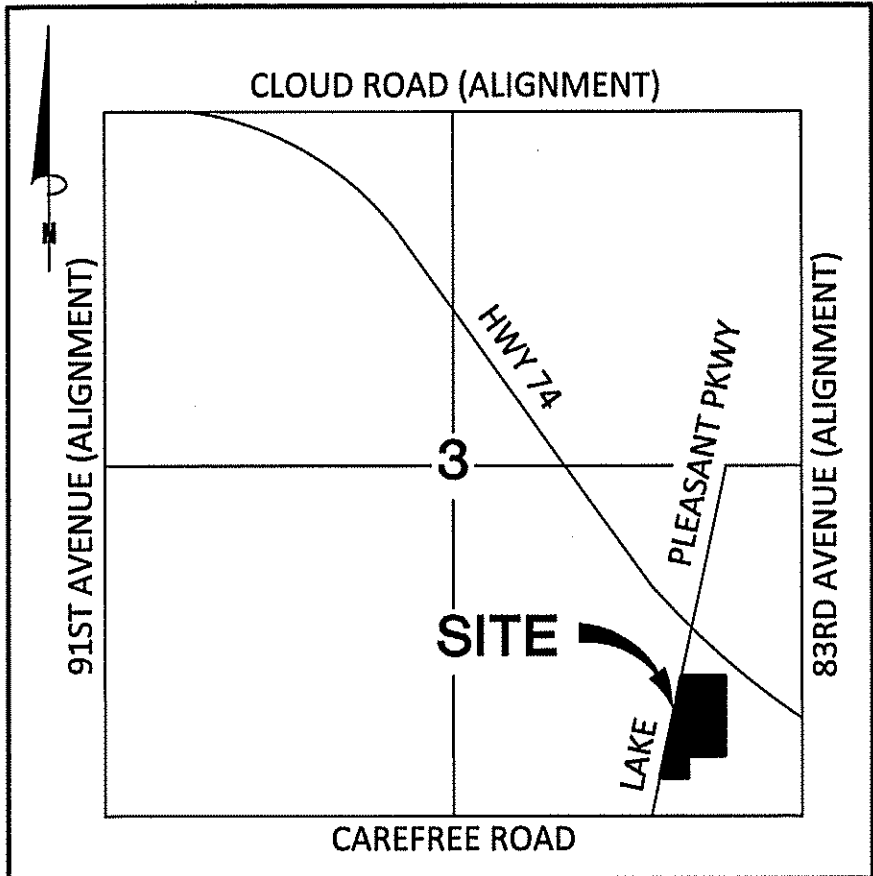 CLOUD ROAD (ALIGNMENT)
N
91ST AVENUE (ALIGNMENT)
HWY 74
3
PLEASANT PKWY
83RD AVENUE (ALIGNMENT)
SITE
LAKE
CAREFREE ROAD